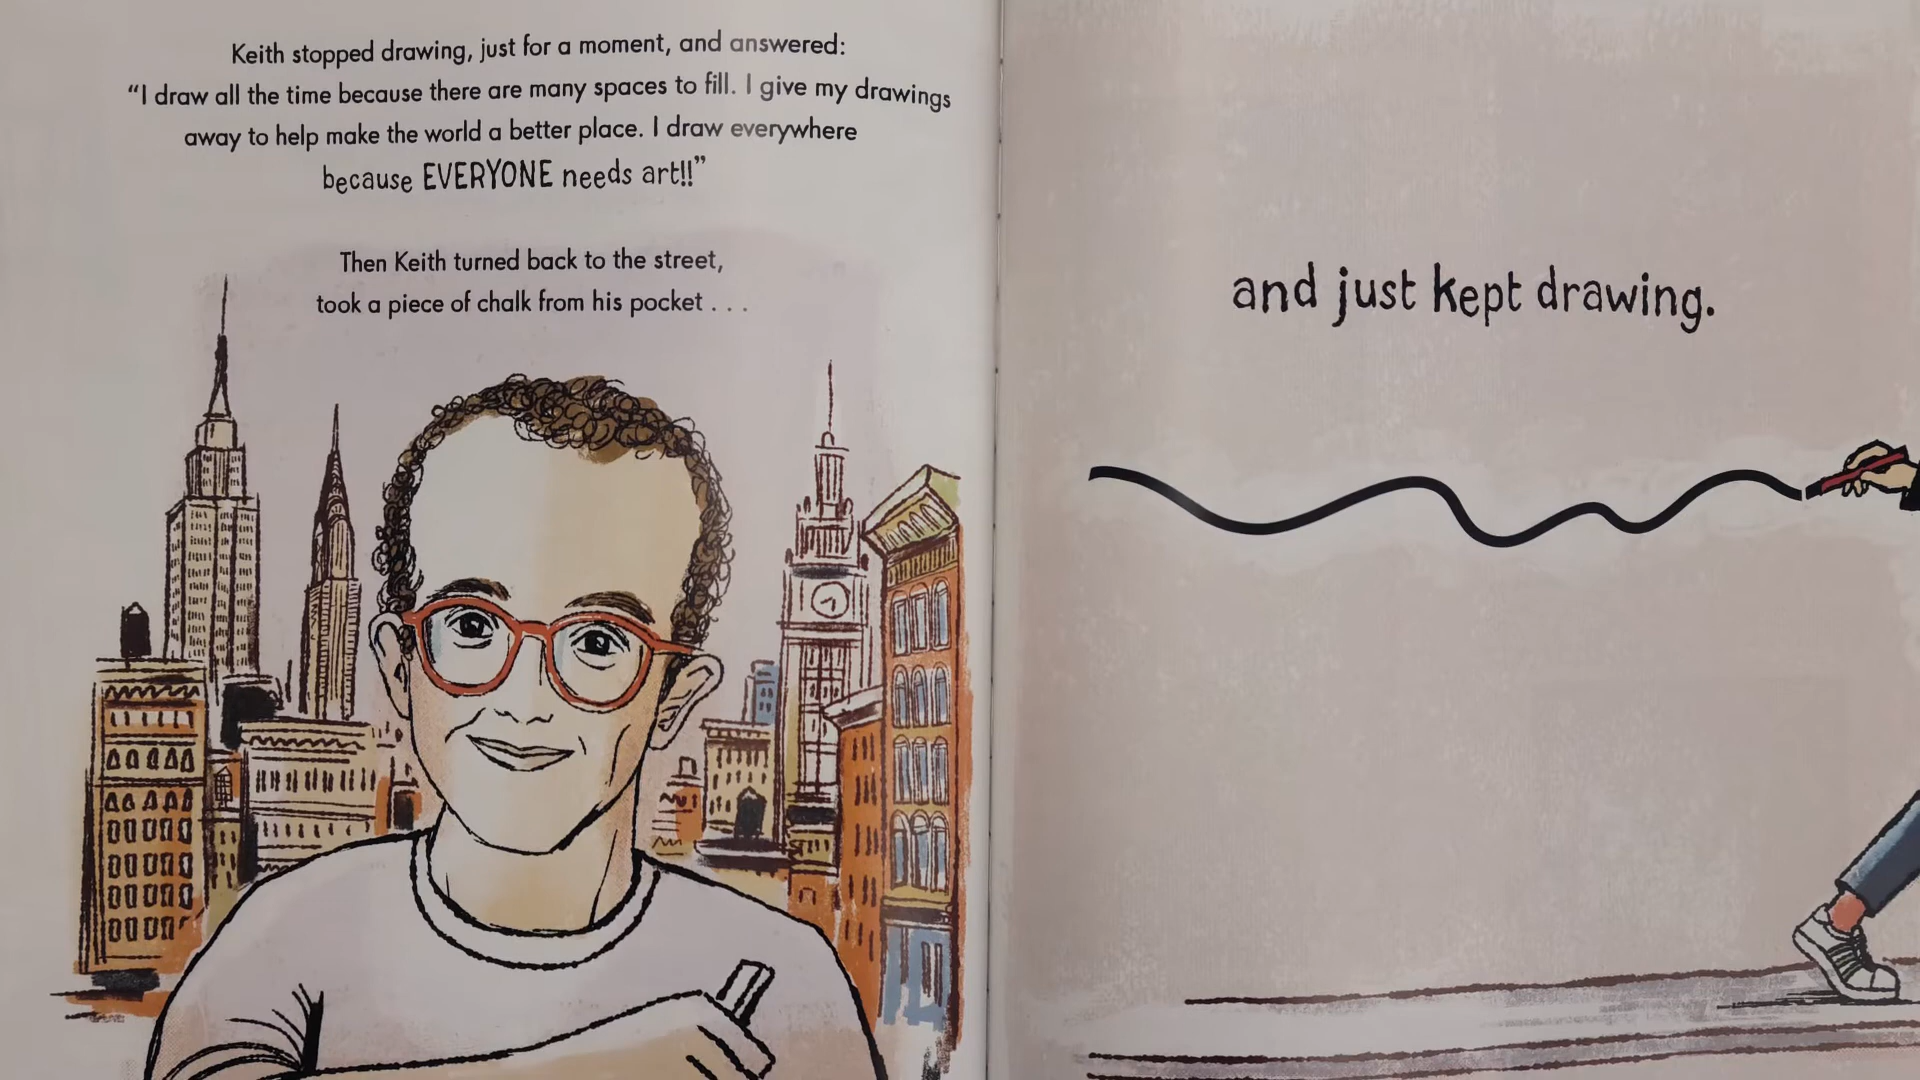 Keith stopped drawing, just for a moment, and answered:
“I draw all the time because there are many spaces to fill. I give my drawings
away to help make the world a better place. I draw everywhere
because EVERYONE needs art!!”
Then Keith turned back to the street,
took a piece of chalk from his pocket . . .
and just kept drawing.